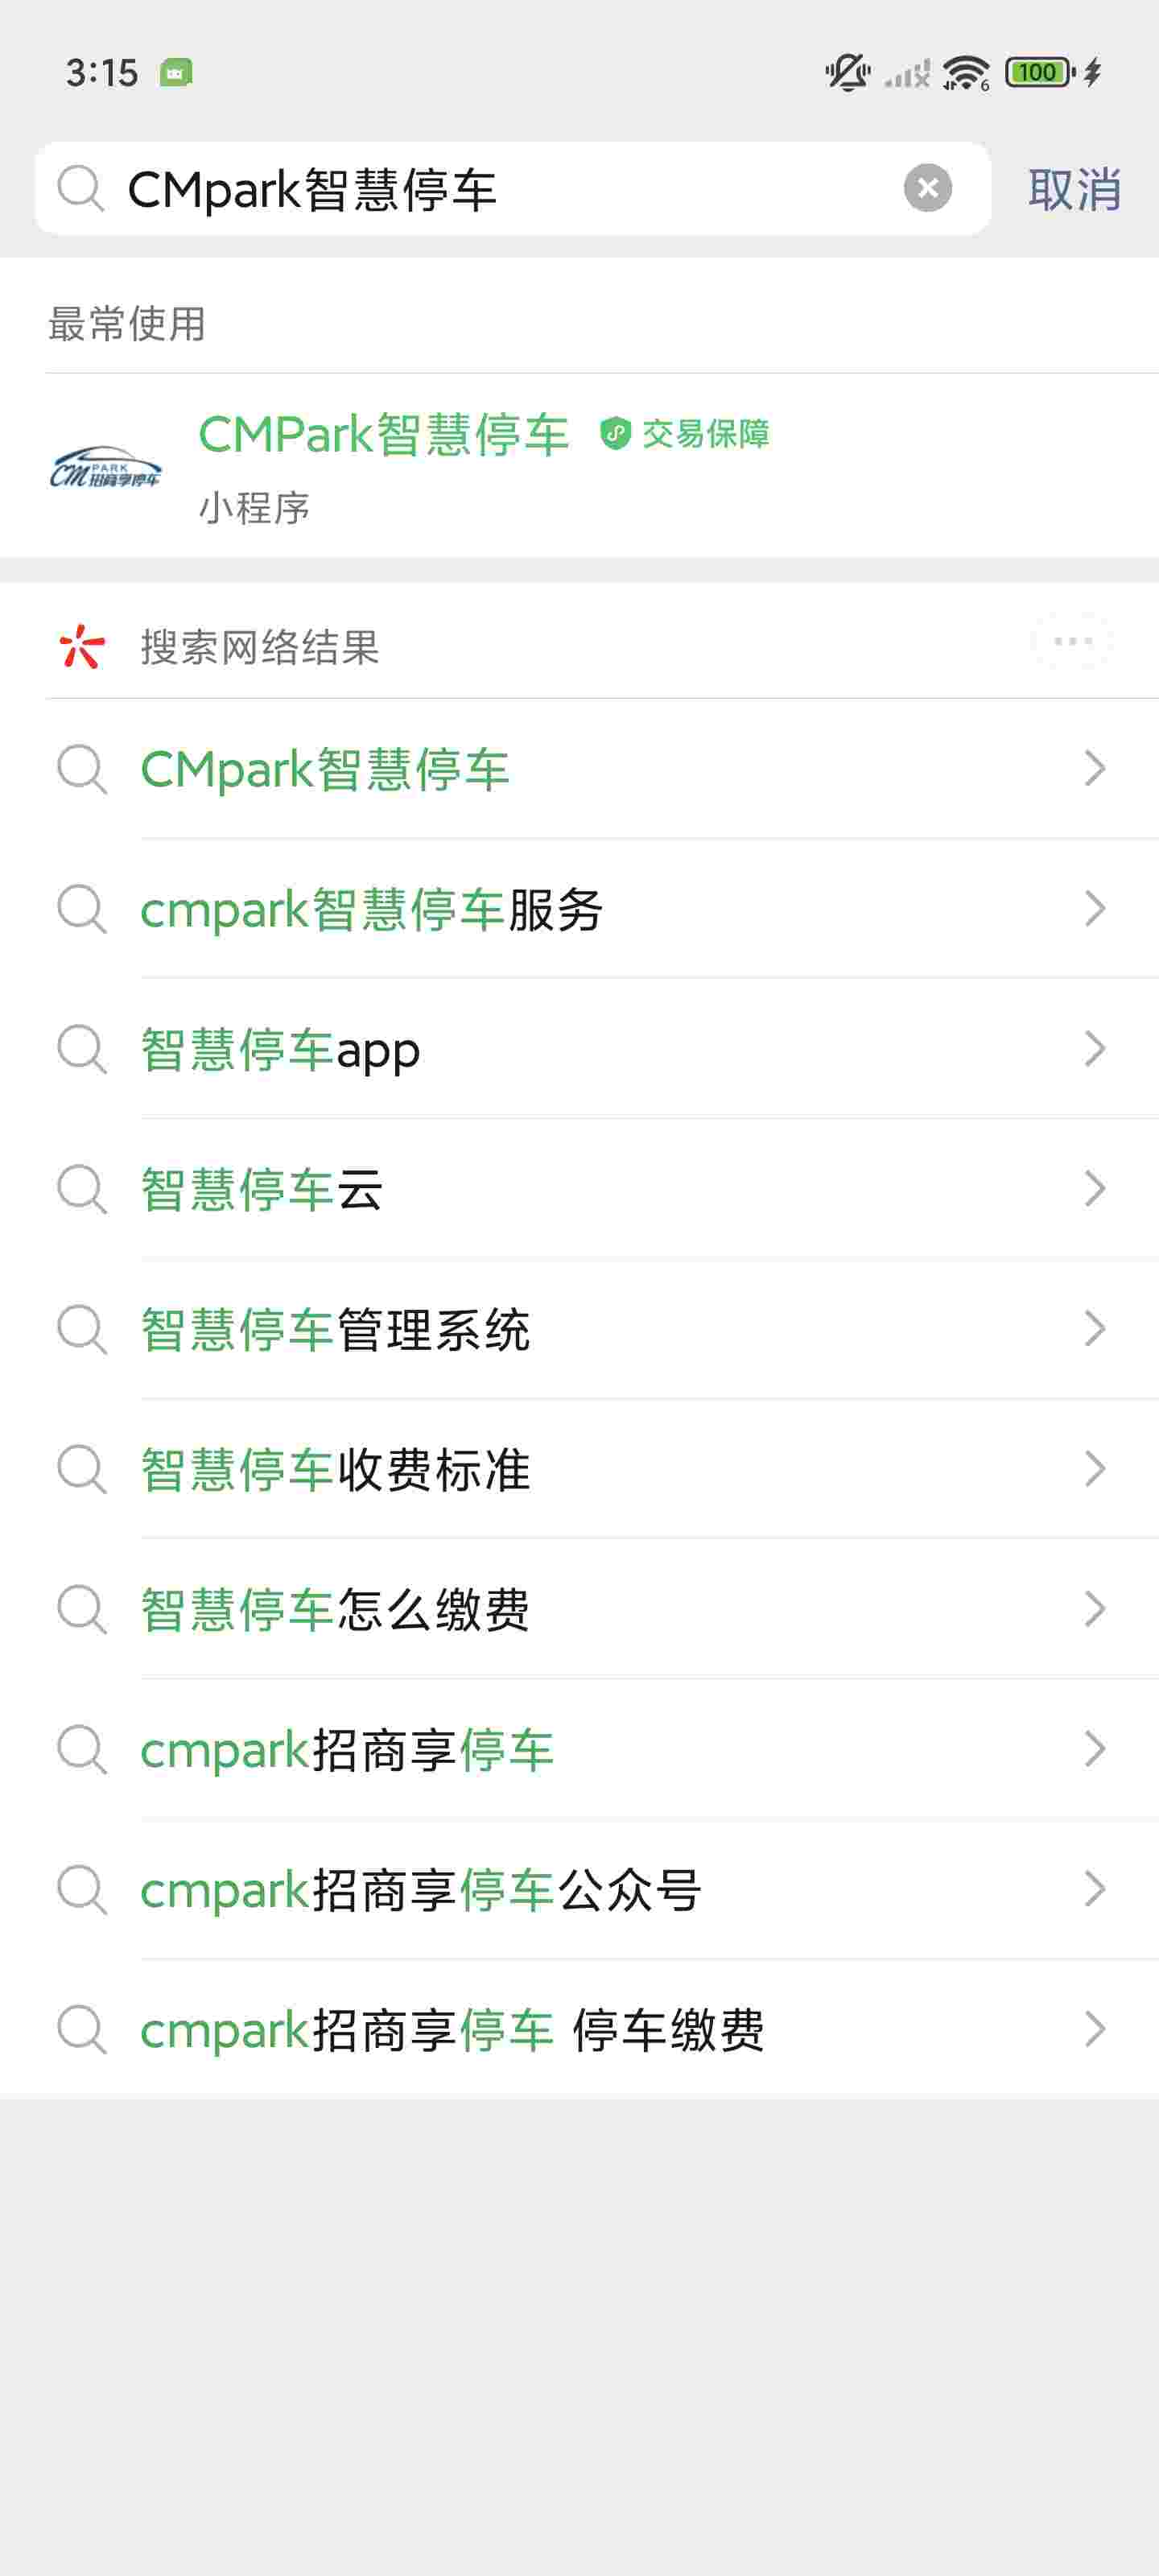 3:15
6
100
CMpark智慧停车
取消
最常使用
CMPark智慧停车 交易保障
CM PARK 招商享停车
小程序
搜索网络结果
CMpark智慧停车
cmpark智慧停车服务
智慧停车app
智慧停车云
智慧停车管理系统
智慧停车收费标准
智慧停车怎么缴费
cmpark招商享停车
cmpark招商享停车公众号
cmpark招商享停车 停车缴费